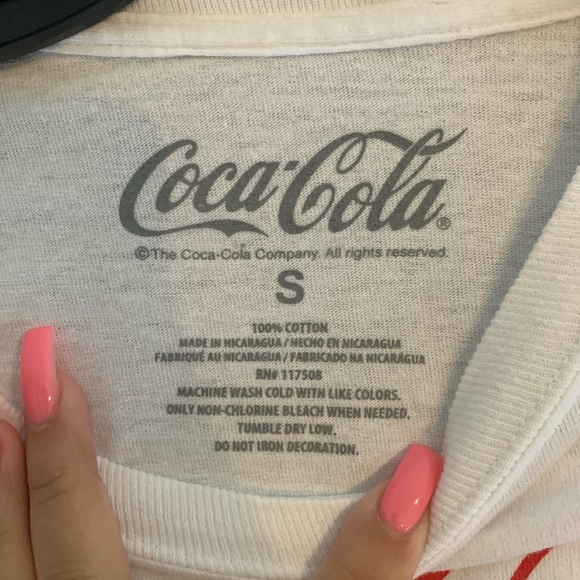 Coca-Cola®
©The Coca-Cola Company. All rights reserved.
S
100% COTTON
MADE IN NICARAGUA / HECHO EN NICARAGUA
FABRIQUÉ AU NICARAGUA / FABRICADO NA NICARAGUA
RN# 117508
MACHINE WASH COLD WITH LIKE COLORS.
ONLY NON-CHLORINE BLEACH WHEN NEEDED.
TUMBLE DRY LOW.
DO NOT IRON DECORATION.